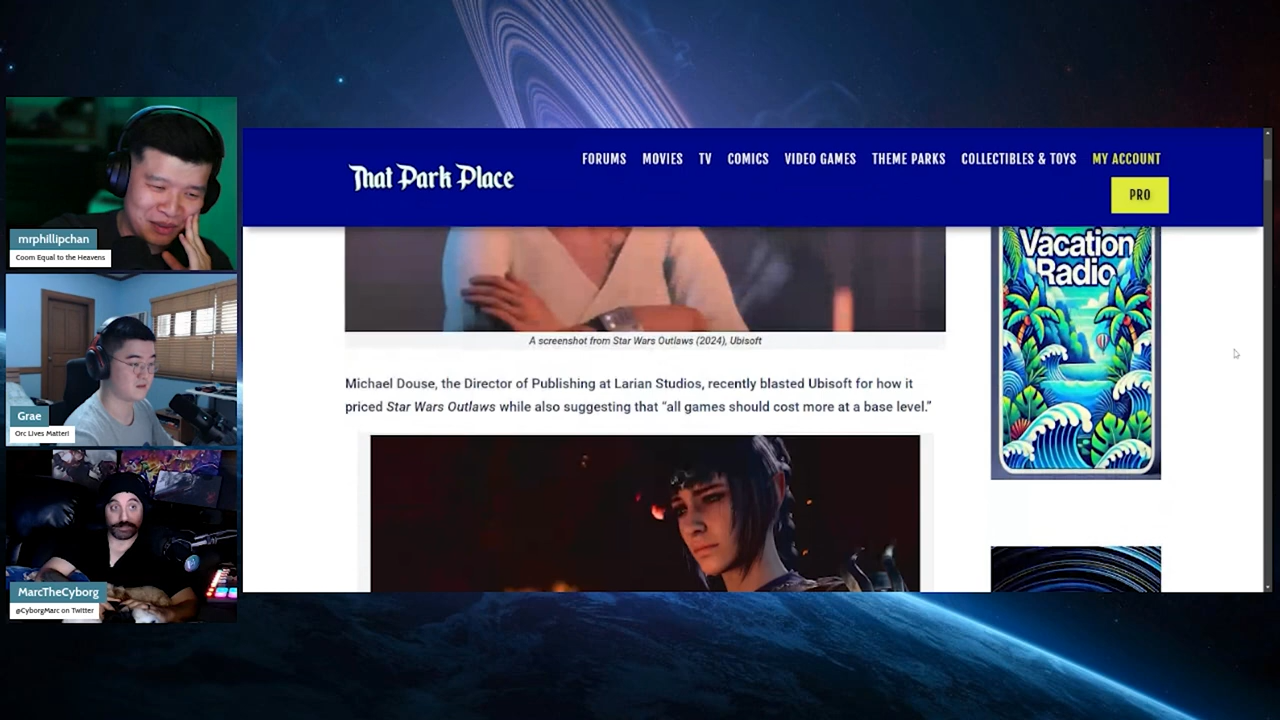 mrphillipchan
Coom Equal to the Heavens
Grae
Orc Lives Matter!
MarcTheCyborg
@CyborgMarc on Twitter
That Park Place
FORUMS MOVIES TV COMICS VIDEO GAMES THEME PARKS COLLECTIBLES & TOYS MY ACCOUNT
PRO
A screenshot from Star Wars Outlaws (2024), Ubisoft
Michael Douse, the Director of Publishing at Larian Studios, recently blasted Ubisoft for how it
priced Star Wars Outlaws while also suggesting that “all games should cost more at a base level.”
Vacation
Radio